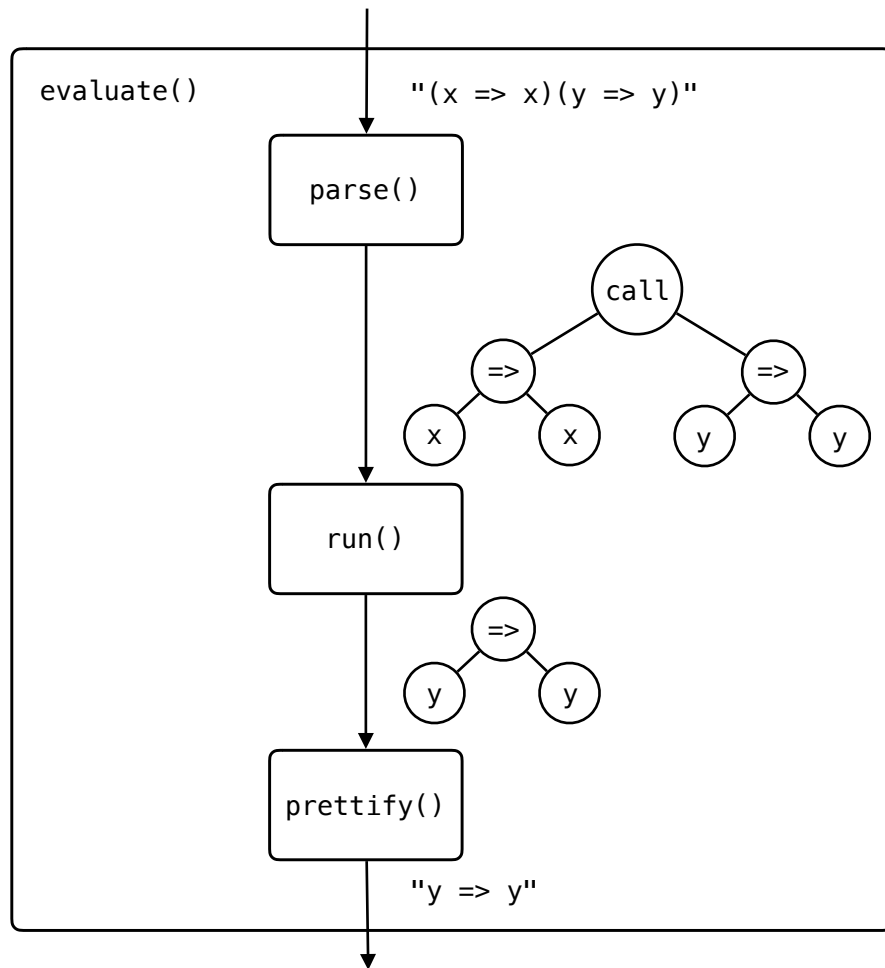 evaluate()
"(x => x)(y => y)"
parse()
call
=>
=>
x
x
y
y
run()
=>
y
y
prettify()
"y => y"